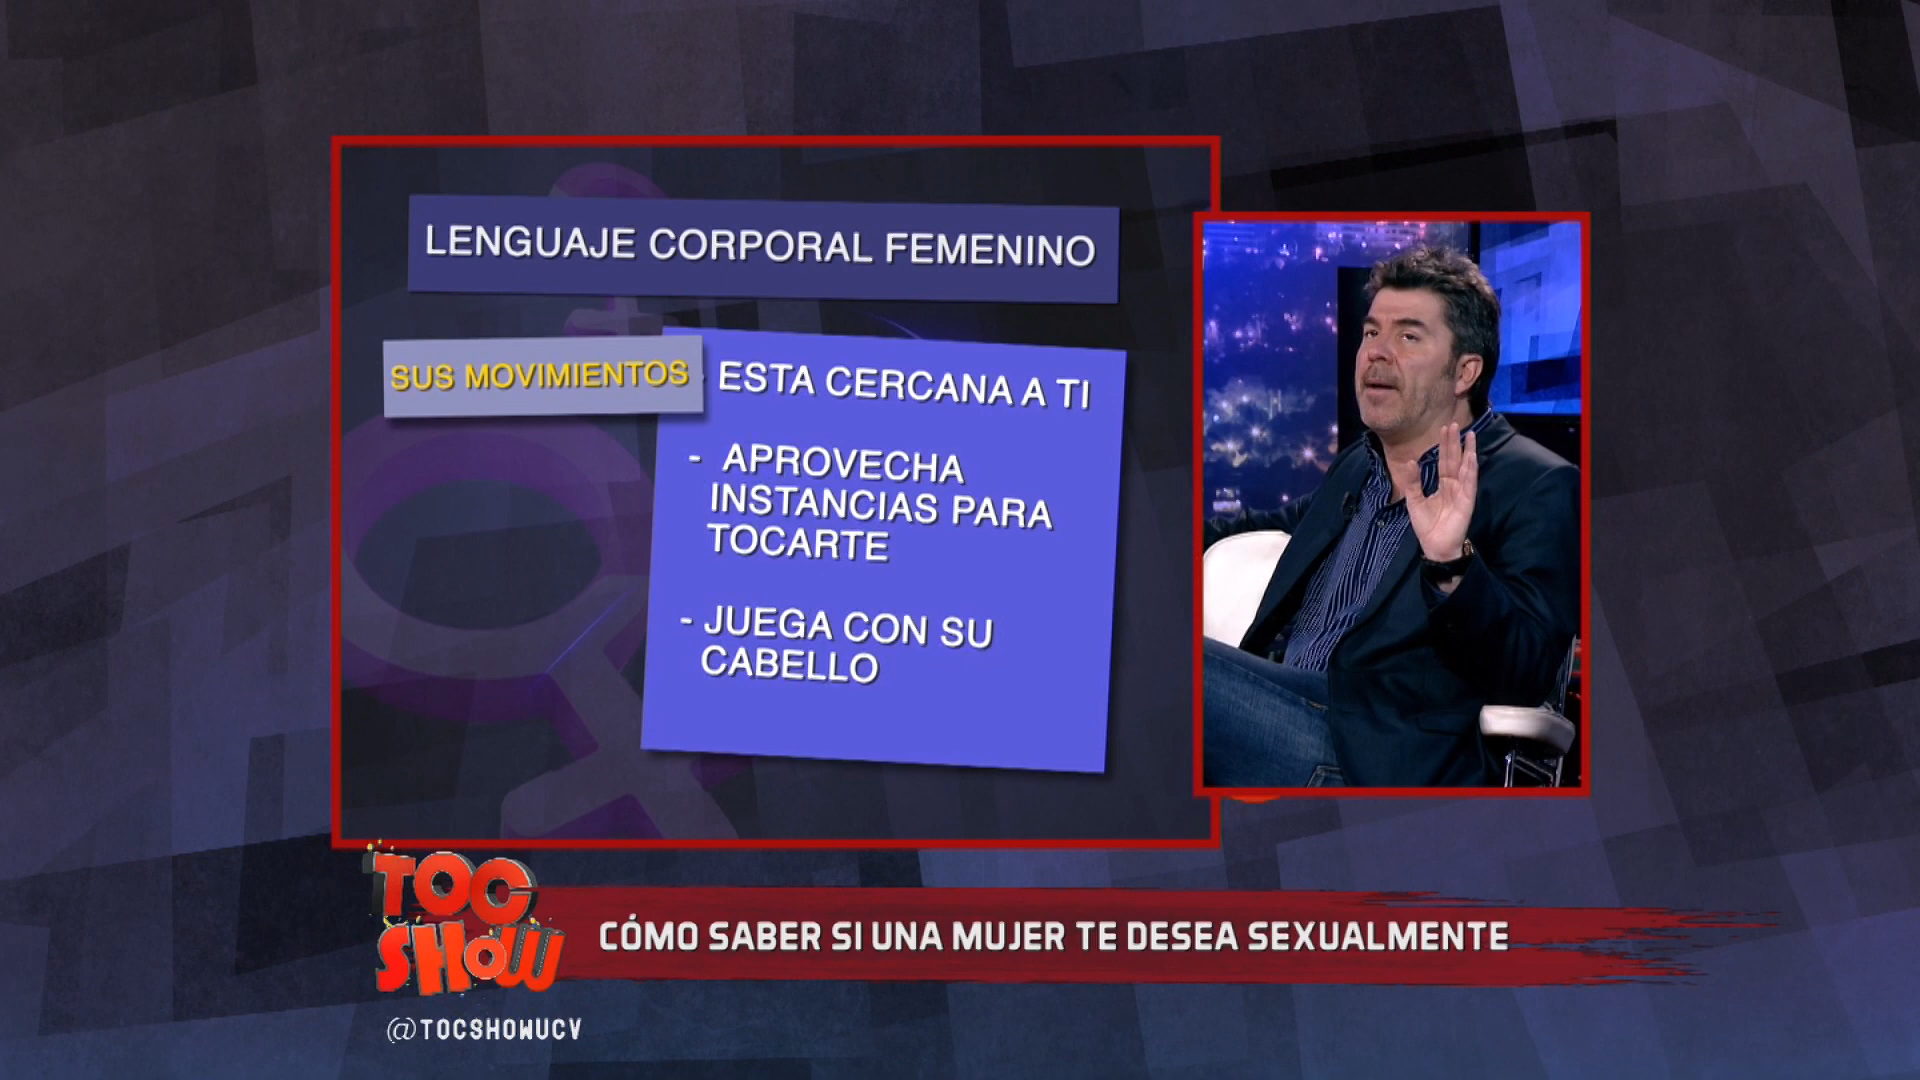 LENGUAJE CORPORAL FEMENINO
SUS MOVIMIENTOS
- ESTA CERCANA A TI
- APROVECHA
INSTANCIAS PARA
TOCARTE
- JUEGA CON SU
CABELLO
TOC
SHOW
CÓMO SABER SI UNA MUJER TE DESEA SEXUALMENTE
@TOCSHOWUCV